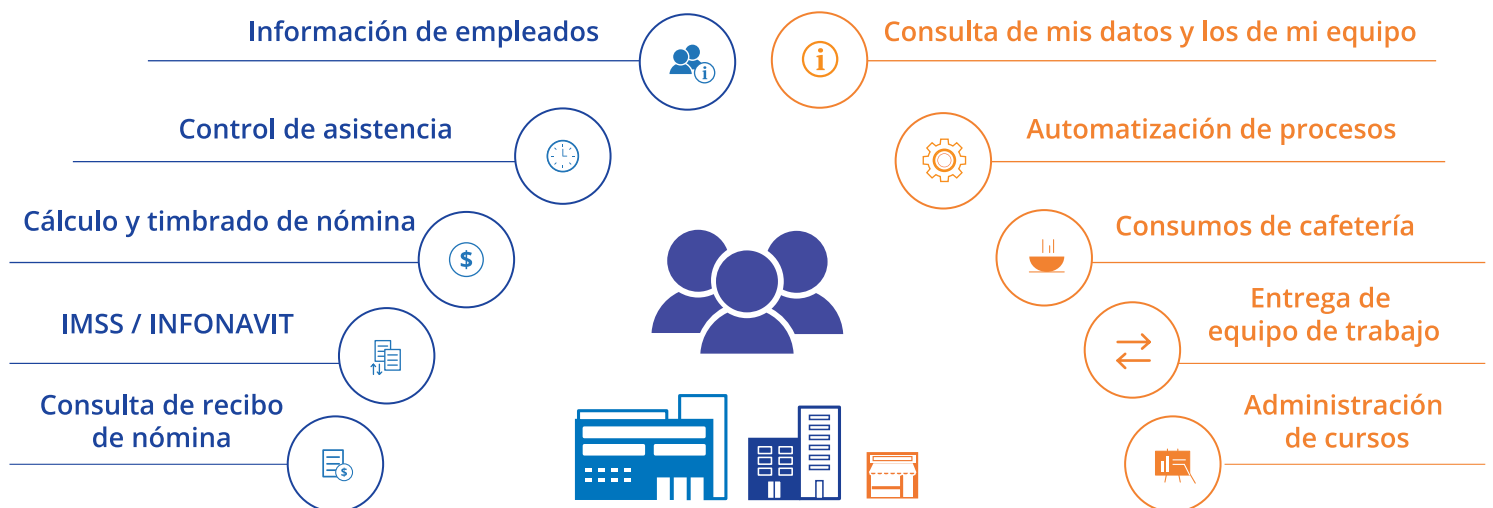 Información de empleados
Control de asistencia
Cálculo y timbrado de nómina
$
IMSS / INFONAVIT
Consulta de recibo
de nómina
$
Consulta de mis datos y los de mi equipo
Automatización de procesos
Consumos de cafetería
Entrega de
equipo de trabajo
Administración
de cursos